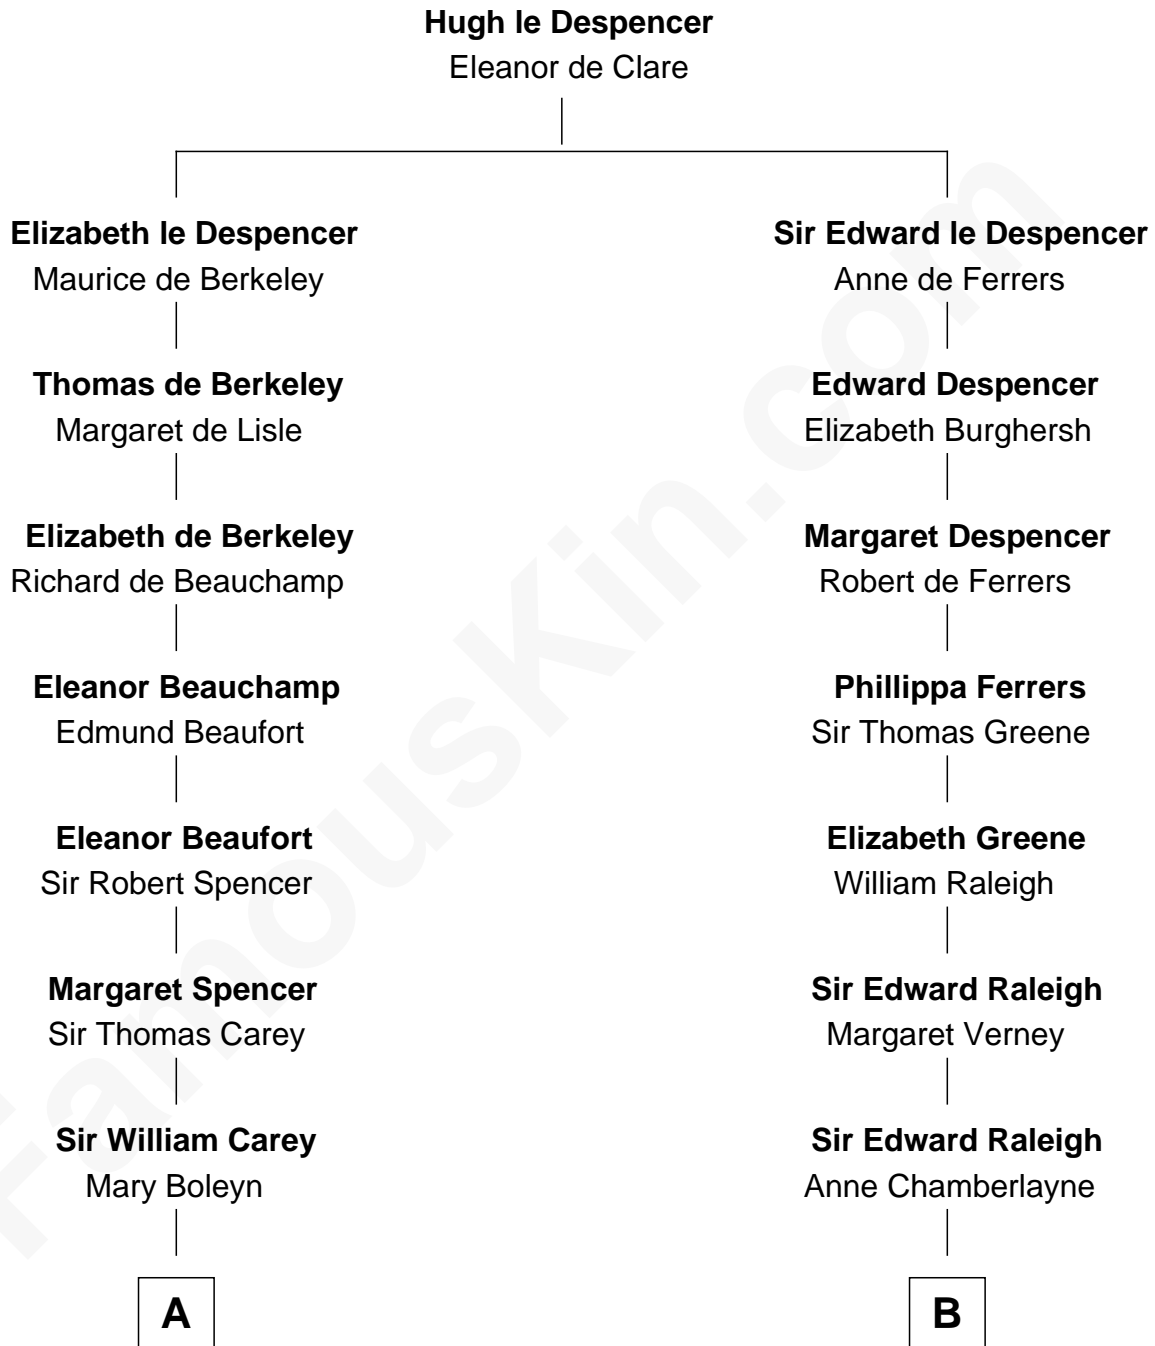 Hugh le Despencer
Eleanor de Clare
Elizabeth le Despencer
Maurice de Berkeley
Sir Edward le Despencer
Anne de Ferrers
Thomas de Berkeley
Margaret de Lisle
Edward Despencer
Elizabeth Burghersh
Elizabeth de Berkeley
Richard de Beauchamp
Margaret Despencer
Robert de Ferrers
Eleanor Beauchamp
Edmund Beaufort
Phillippa Ferrers
Sir Thomas Greene
Eleanor Beaufort
Sir Robert Spencer
Elizabeth Greene
William Raleigh
Margaret Spencer
Sir Thomas Carey
Sir Edward Raleigh
Margaret Verney
Sir William Carey
Mary Boleyn
Sir Edward Raleigh
Anne Chamberlayne
A
B
FamousKin.com